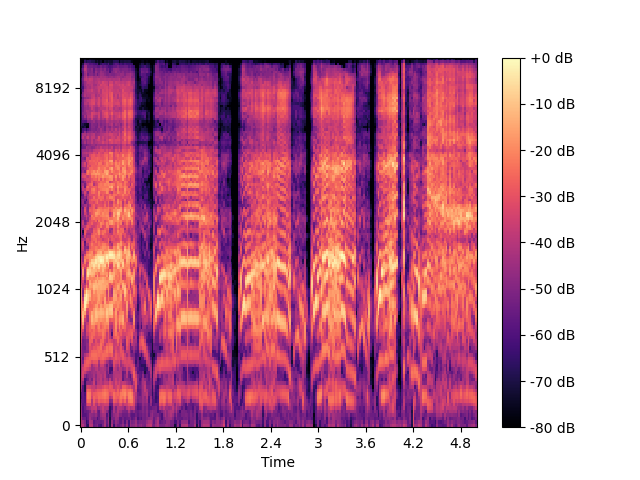 +0 dB
8192
-10 dB
4096
-20 dB
-30 dB
2048
-40 dB
Hz
1024
-50 dB
-60 dB
512
-70 dB
0
-80 dB
0 0.6 1.2 1.8 2.4 3 3.6 4.2 4.8
Time